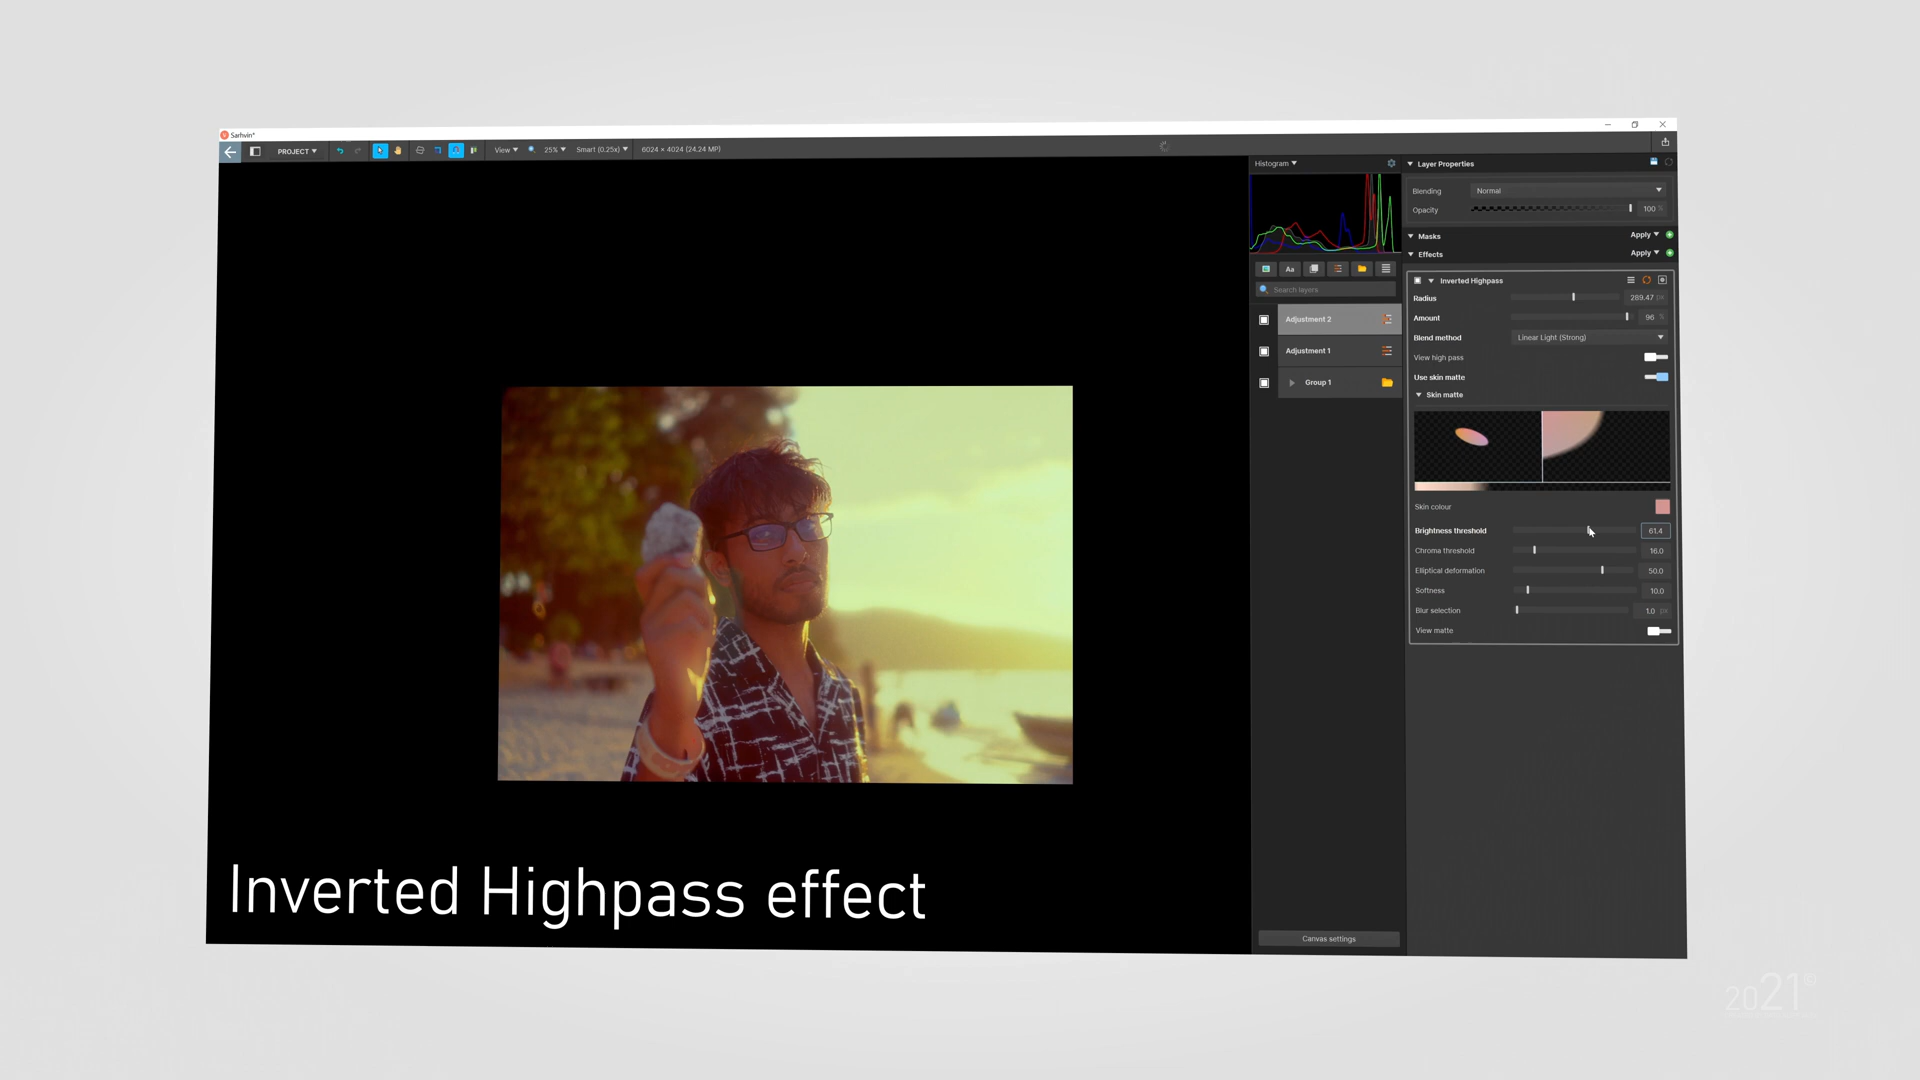 Sarhvin*
PROJECT
View
25%
Smart (0.25x)
6024 × 4024 (24.24 MP)
Histogram
Aa
Search layers
Adjustment 2
Adjustment 1
Group 1
Canvas settings
Layer Properties
Blending Normal
Opacity 100 %
Masks Apply
Effects Apply
Inverted Highpass
Radius 289.47 px
Amount 96 %
Blend method Linear Light (Strong)
View high pass
Use skin matte
Skin matte
Skin colour
Brightness threshold 61.4
Chroma threshold 16.0
Elliptical deformation 50.0
Softness 10.0
Blur selection 1.0 px
View matte
Inverted Highpass effect
2021